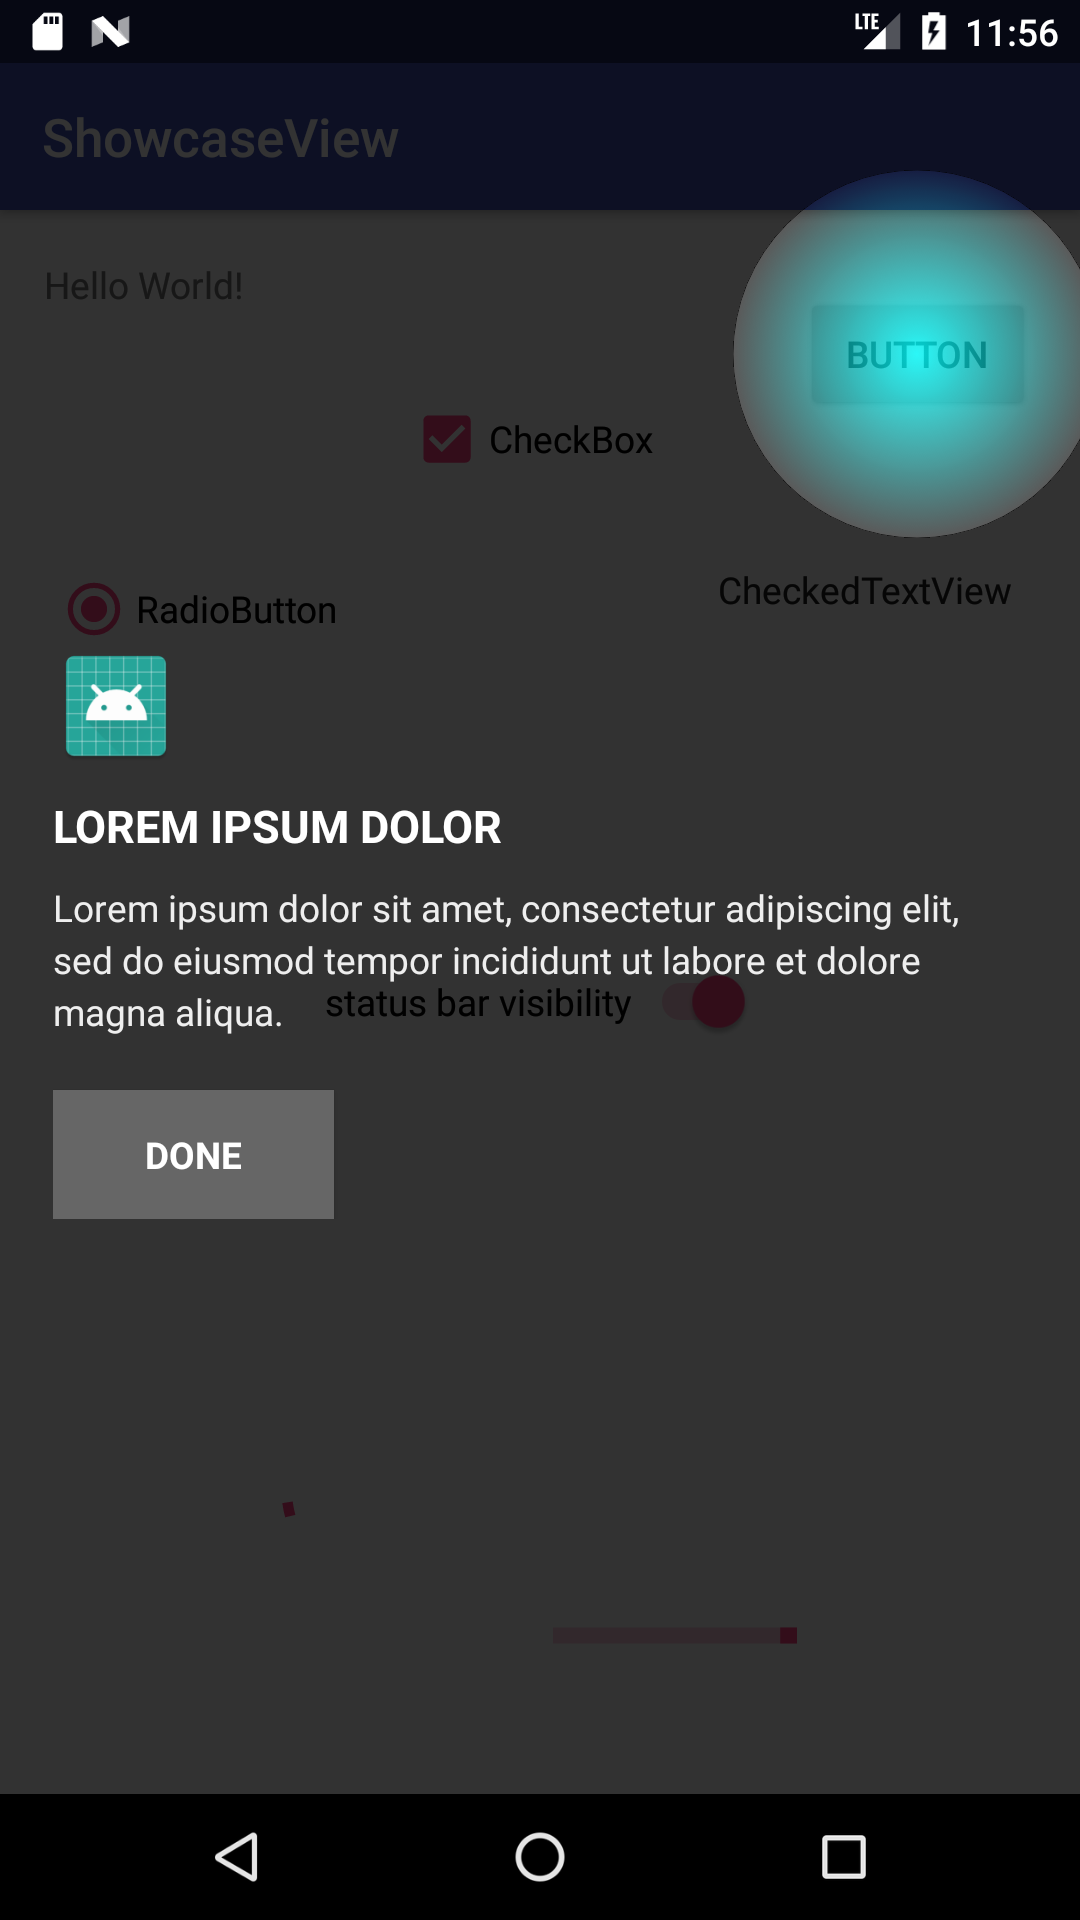 LTE 11:56
ShowcaseView
Hello World!
BUTTON
CheckBox
CheckedTextView
RadioButton
LOREM IPSUM DOLOR
Lorem ipsum dolor sit amet, consectetur adipiscing elit,
sed do eiusmod tempor incididunt ut labore et dolore
magna aliqua.
status bar visibility
DONE